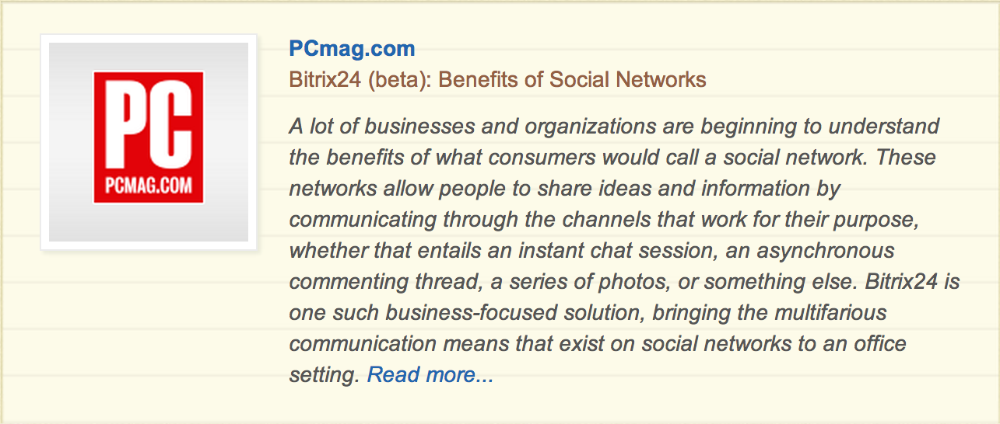 PC
PCMAG.COM
PCmag.com
Bitrix24 (beta): Benefits of Social Networks
A lot of businesses and organizations are beginning to understand
the benefits of what consumers would call a social network. These
networks allow people to share ideas and information by
communicating through the channels that work for their purpose,
whether that entails an instant chat session, an asynchronous
commenting thread, a series of photos, or something else. Bitrix24 is
one such business-focused solution, bringing the multifarious
communication means that exist on social networks to an office
setting. Read more...